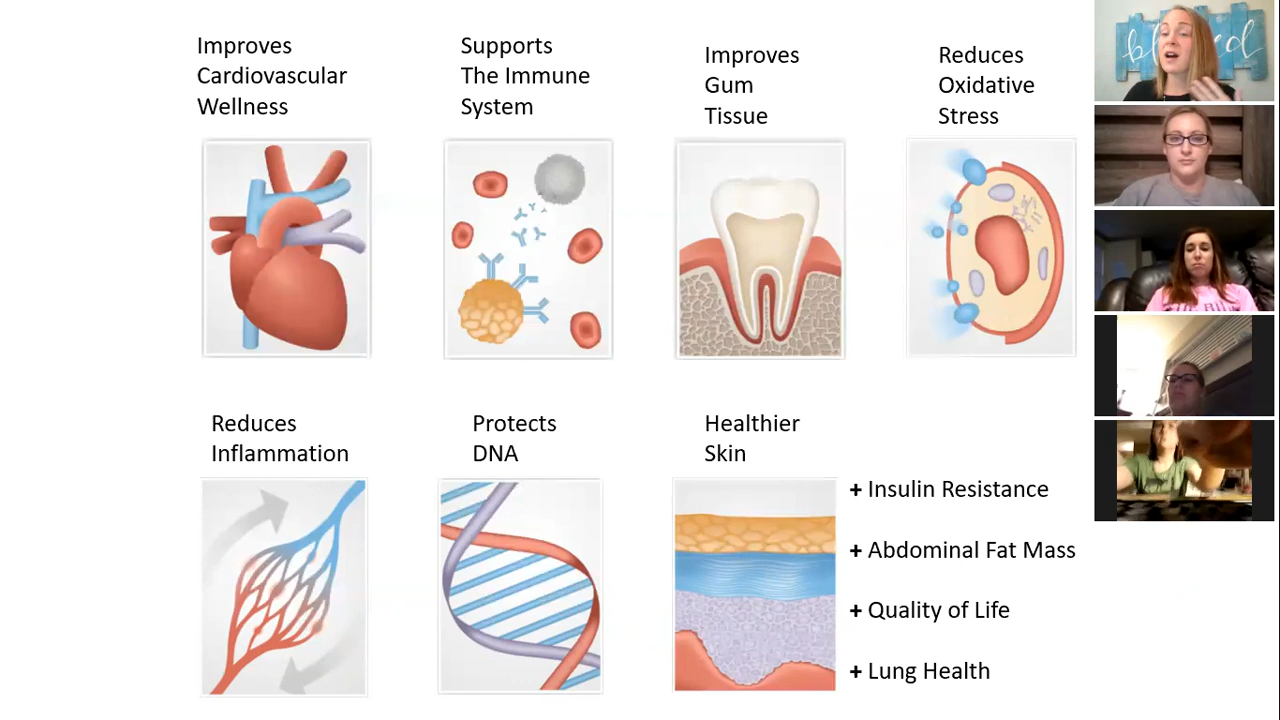 Improves
Cardiovascular
Wellness
Supports
The Immune
System
Improves
Gum
Tissue
Reduces
Oxidative
Stress
Reduces
Inflammation
Protects
DNA
Healthier
Skin
+ Insulin Resistance
+ Abdominal Fat Mass
+ Quality of Life
+ Lung Health